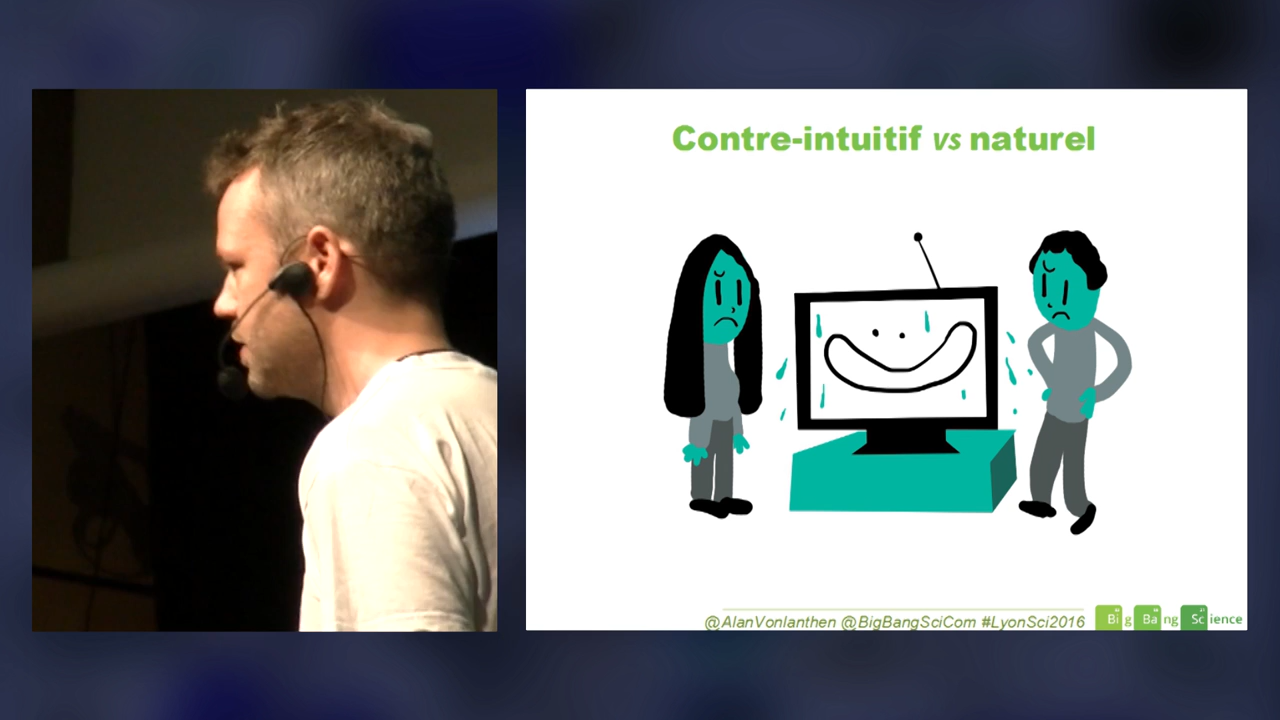 Contre-intuitif vs naturel
@AlanVonlanthen @BigBangSciCom #LyonSci2016
Big Bang Science